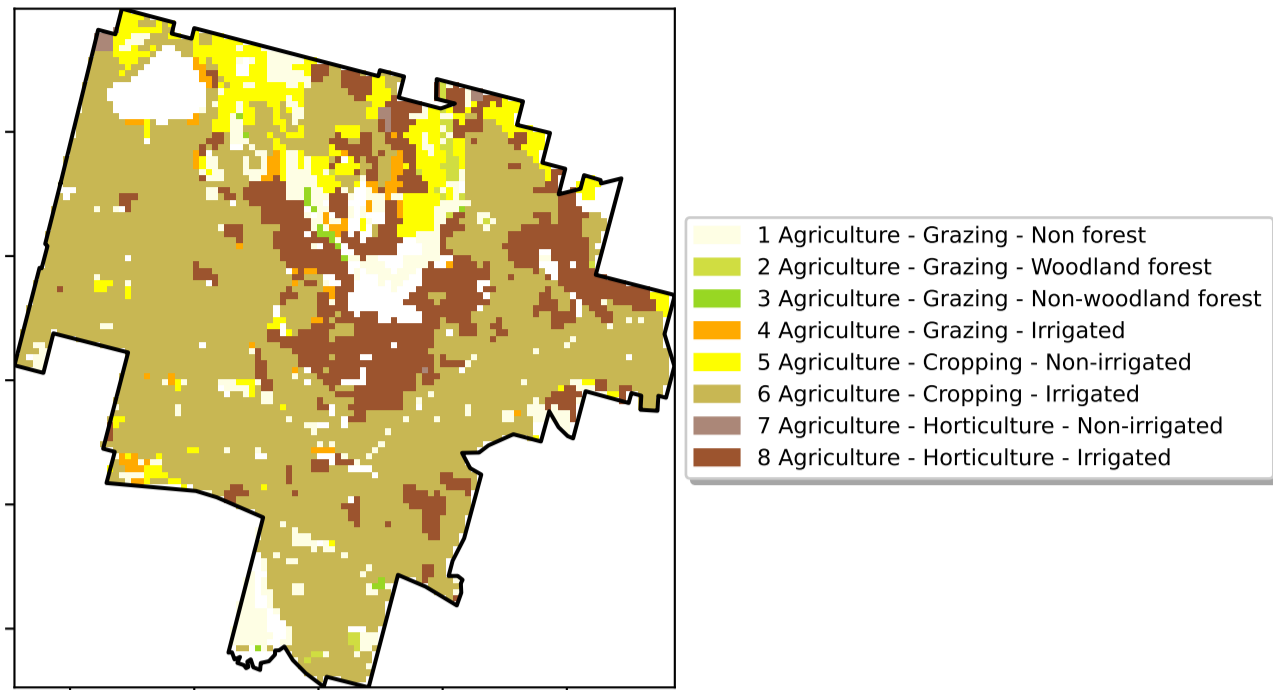 1 Agriculture - Grazing - Non forest
2 Agriculture - Grazing - Woodland forest
3 Agriculture - Grazing - Non-woodland forest
4 Agriculture - Grazing - Irrigated
5 Agriculture - Cropping - Non-irrigated
6 Agriculture - Cropping - Irrigated
7 Agriculture - Horticulture - Non-irrigated
8 Agriculture - Horticulture - Irrigated